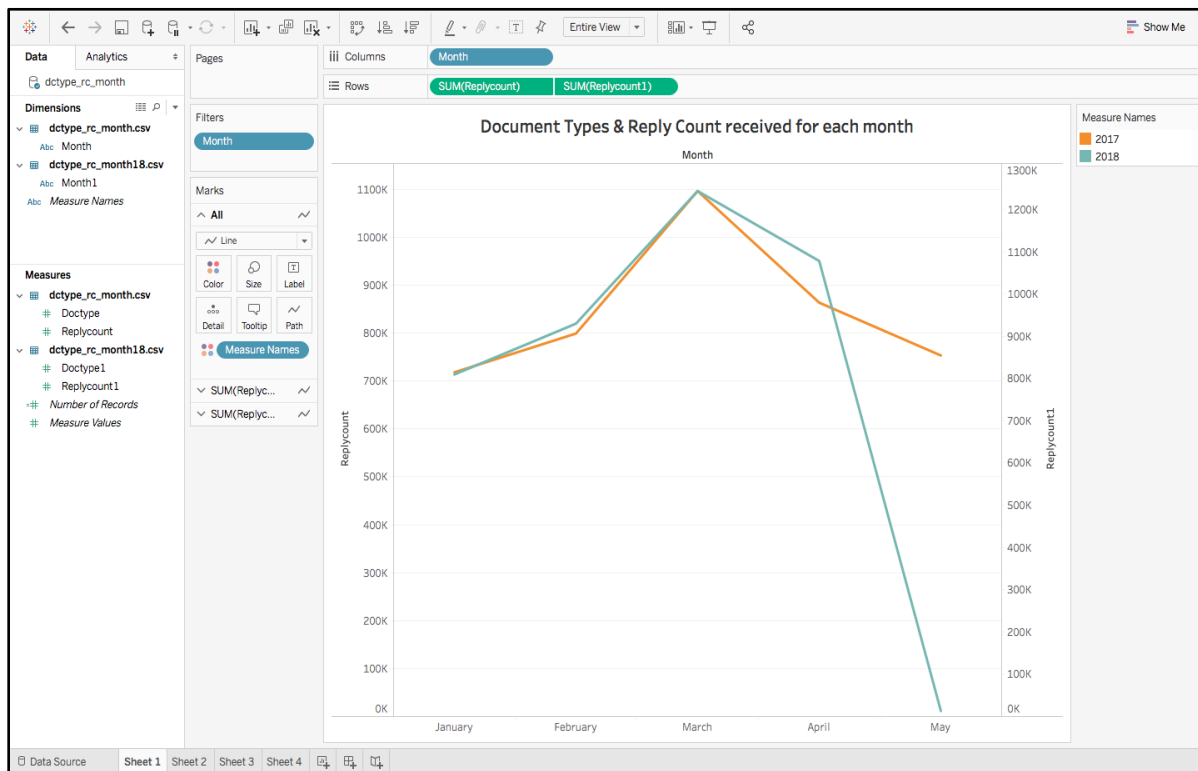 Entire View
Show Me
Data
Analytics
dctype_rc_month
Dimensions
dctype_rc_month.csv
Abc Month
dctype_rc_month18.csv
Abc Month1
Abc Measure Names
Measures
dctype_rc_month.csv
# Doctype
# Replycount
dctype_rc_month18.csv
# Doctype1
# Replycount1
=# Number of Records
# Measure Values
Pages
Filters
Month
Marks
All
Line
Color
Size
T
Label
Detail
Tooltip
Path
Measure Names
SUM(Replyc...
SUM(Replyc...
iii Columns
Month
Rows
SUM(Replycount)
SUM(Replycount1)
T
Document Types & Reply Count received for each month
Month
1100K
1000K
900K
800K
700K
600K
500K
400K
300K
200K
100K
0K
Replycount
January
February
March
April
May
1300K
1200K
1100K
1000K
900K
800K
700K
600K
500K
400K
300K
200K
100K
0K
Replycount1
Measure Names
2017
2018
Data Source
Sheet 1
Sheet 2
Sheet 3
Sheet 4